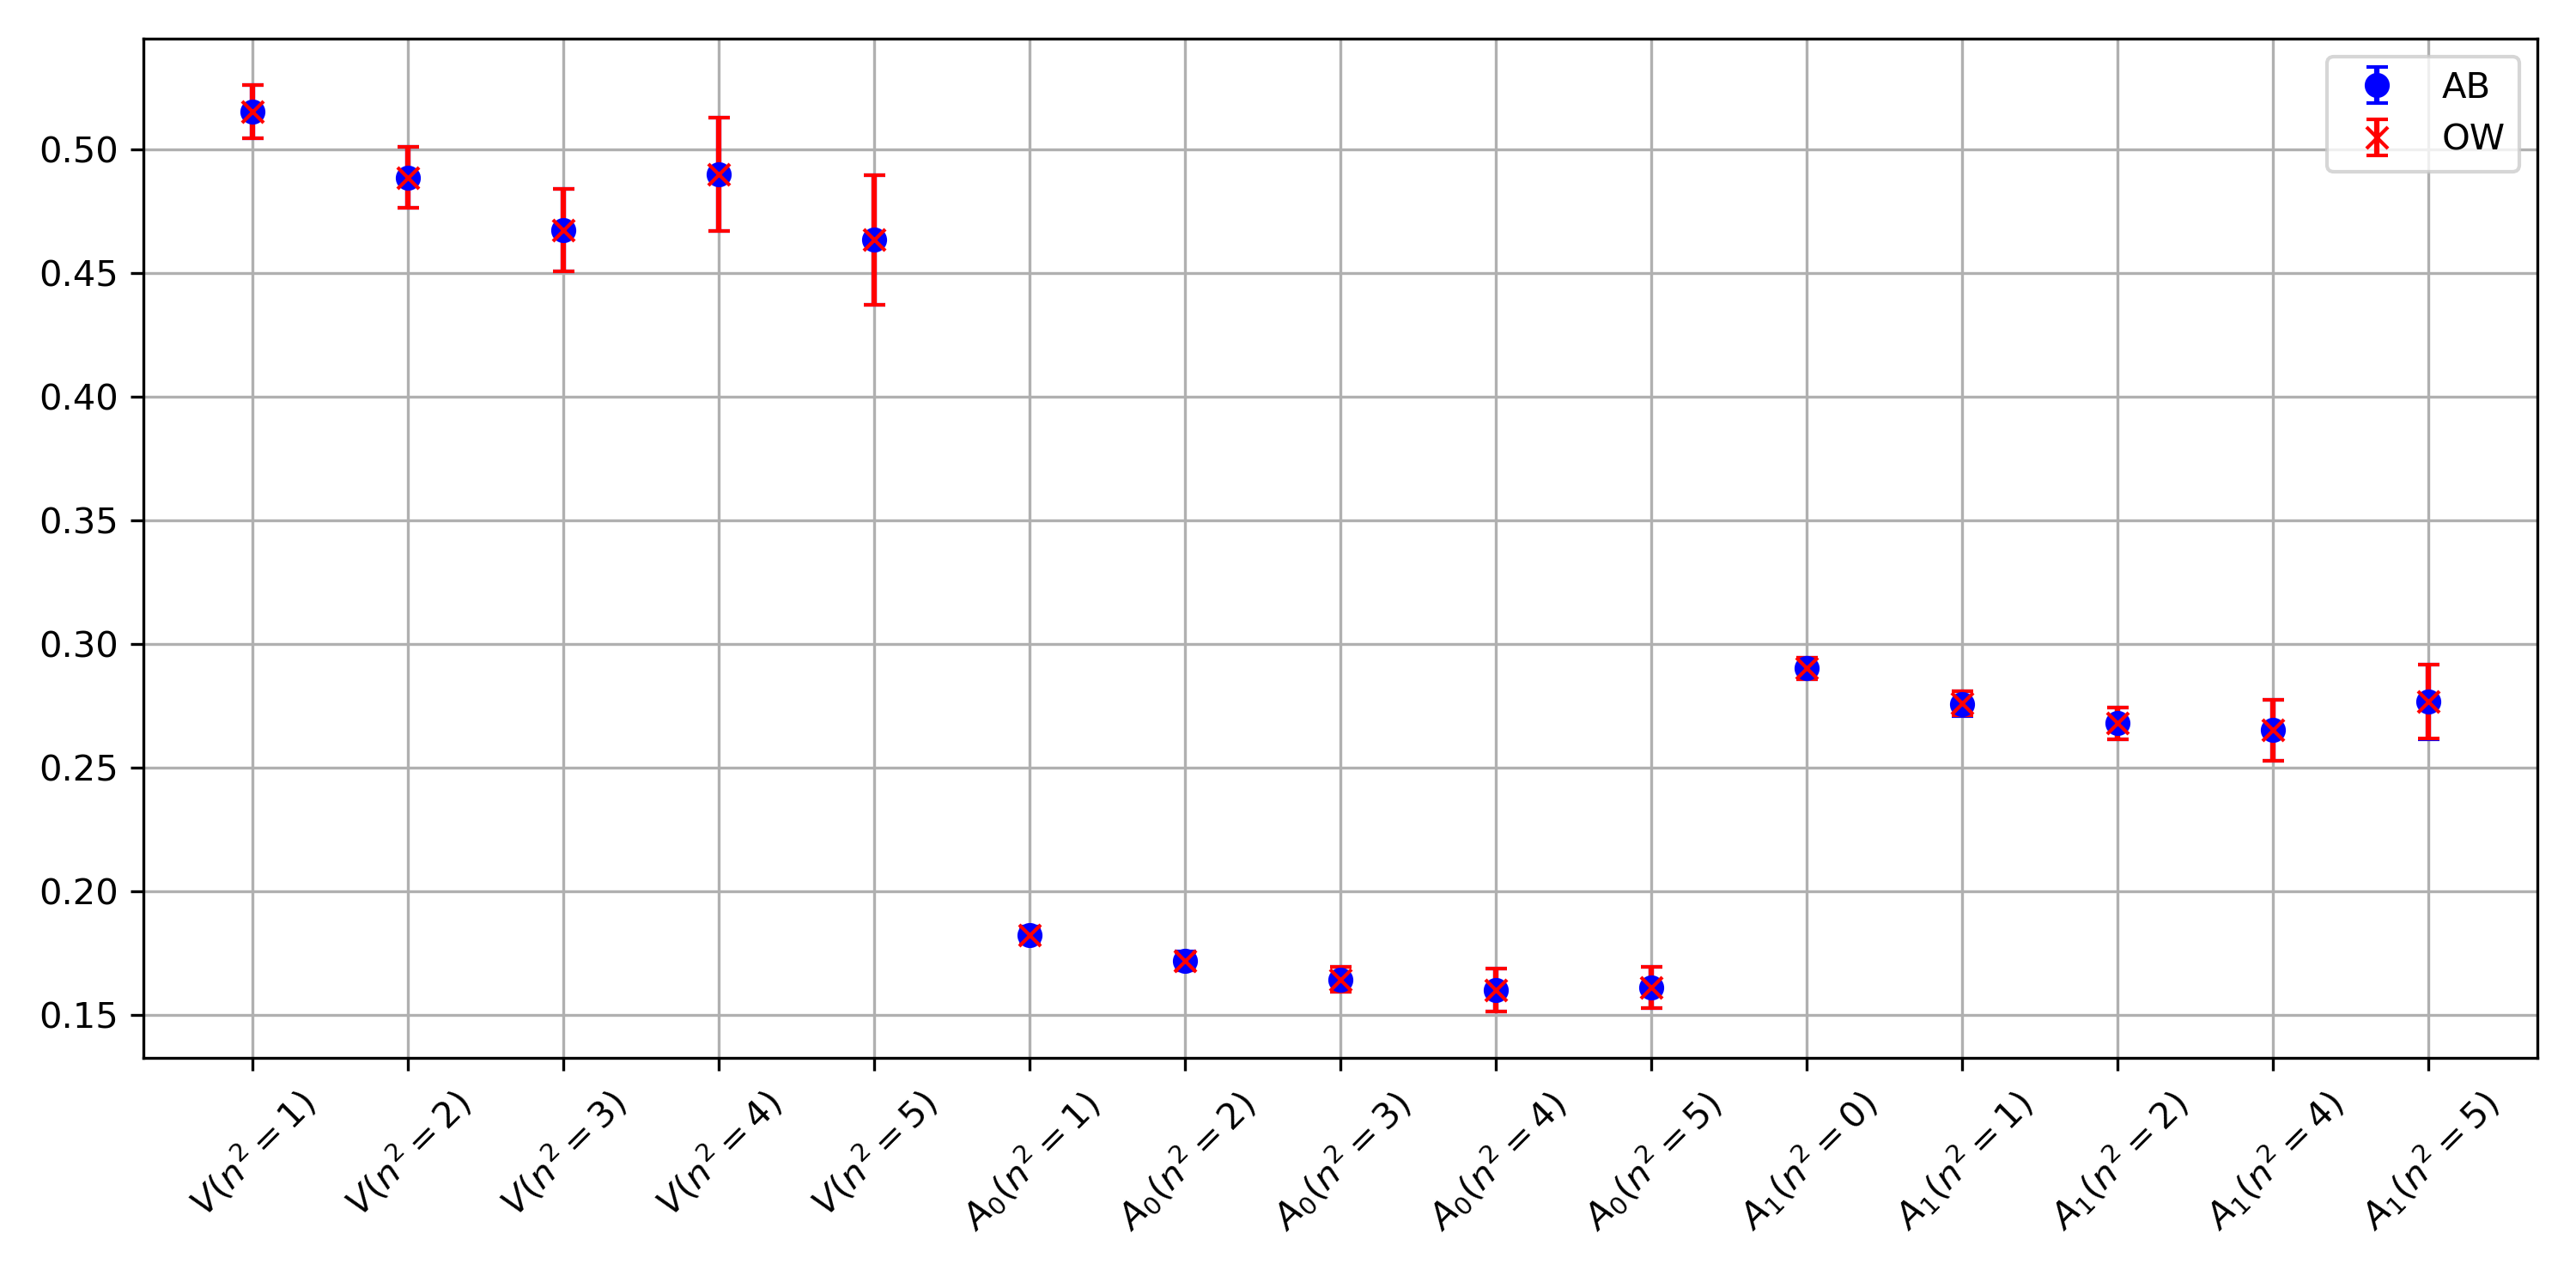 0.50
0.45
0.40
0.35
0.30
0.25
0.20
0.15
AB
OW
V(n²=1)
V(n²=2)
V(n²=3)
V(n²=4)
V(n²=5)
A₀(n²=1)
A₀(n²=2)
A₀(n²=3)
A₀(n²=4)
A₀(n²=5)
A₁(n²=0)
A₁(n²=1)
A₁(n²=2)
A₁(n²=4)
A₁(n²=5)